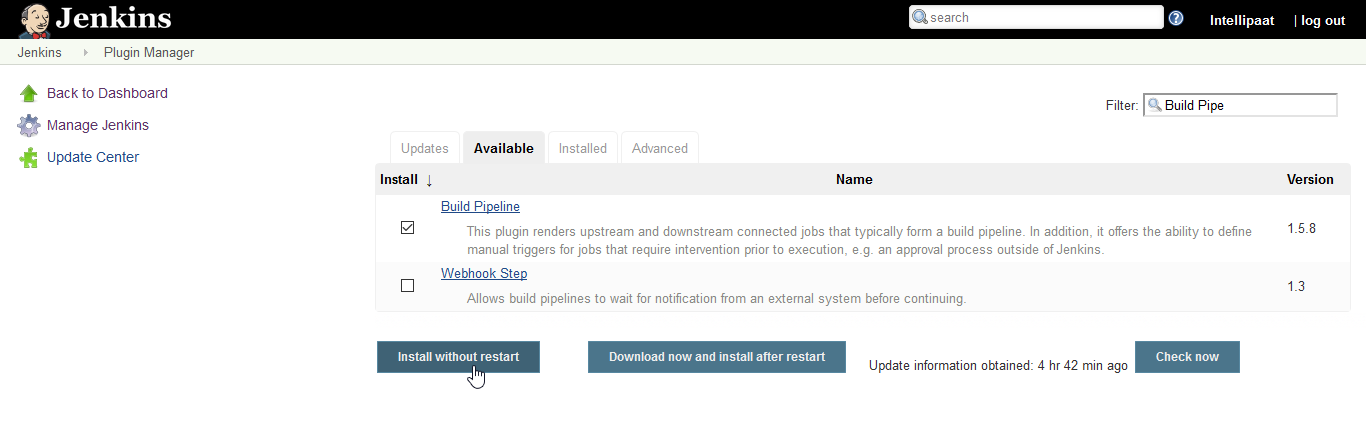 Jenkins
search
?
Intellipaat | log out
Jenkins Plugin Manager
Back to Dashboard
Manage Jenkins
Update Center
Filter: Build Pipe
Updates Available Installed Advanced
Install ↓ Name Version
Build Pipeline
This plugin renders upstream and downstream connected jobs that typically form a build pipeline. In addition, it offers the ability to define
manual triggers for jobs that require intervention prior to execution, e.g. an approval process outside of Jenkins.
1.5.8
Webhook Step
Allows build pipelines to wait for notification from an external system before continuing.
1.3
Install without restart Download now and install after restart Update information obtained: 4 hr 42 min ago Check now